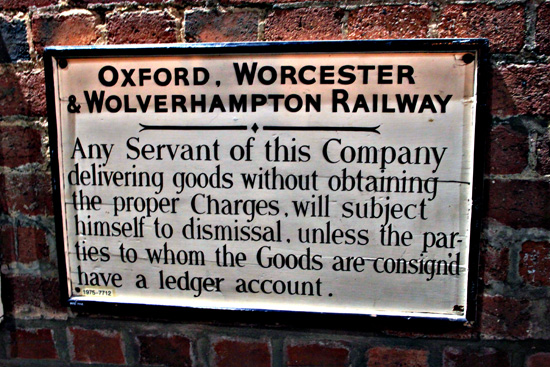 OXFORD, WORCESTER
& WOLVERHAMPTON RAILWAY
Any Servant of this Company
delivering goods without obtaining
the proper Charges, will subject
himself to dismissal, unless the par-
ties to whom the Goods are consign'd
have a ledger account.
1975-7712